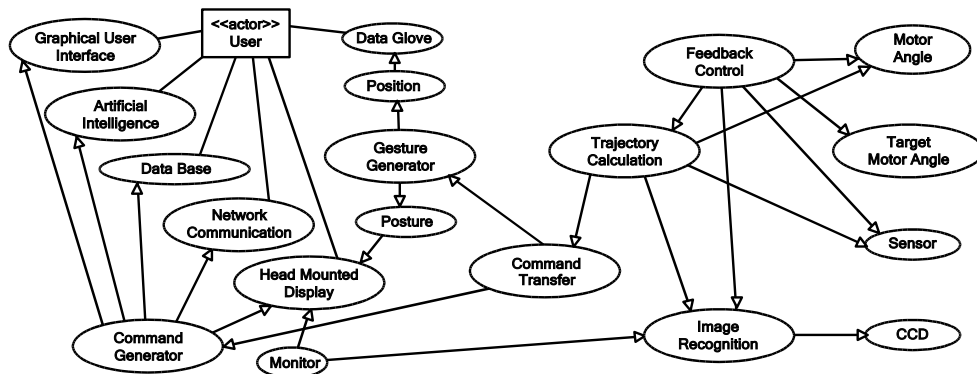 Graphical User
Interface
<<actor>>
User
Data Glove
Position
Artificial
Intelligence
Gesture
Generator
Data Base
Posture
Network
Communication
Head Mounted
Display
Command
Transfer
Command
Generator
Monitor
Feedback
Control
Motor
Angle
Trajectory
Calculation
Target
Motor Angle
Sensor
Image
Recognition
CCD